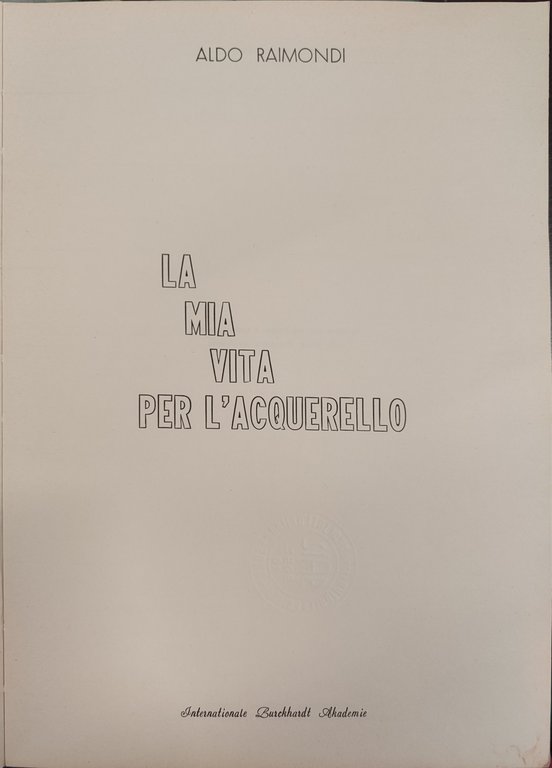 ALDO RAIMONDI
LA
MIA
VITA
PER L'ACQUERELLO
Internationale Burckhardt Akademie